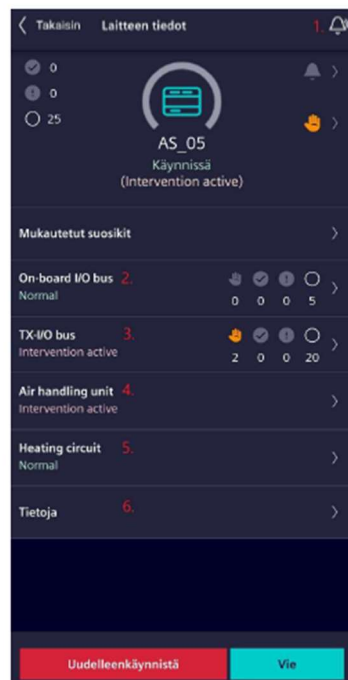 Takaisin Laitteen tiedot 1.
0
0
25
AS_05
Käynnissä
(Intervention active)
Mukautetut suosikit
On-board I/O bus 2.
Normal
0 0 0 5
TX-I/O bus 3.
Intervention active
2 0 0 20
Air handling unit 4.
Intervention active
Heating circuit 5.
Normal
Tietoja 6.
Uudelleenkäynnistä Vie